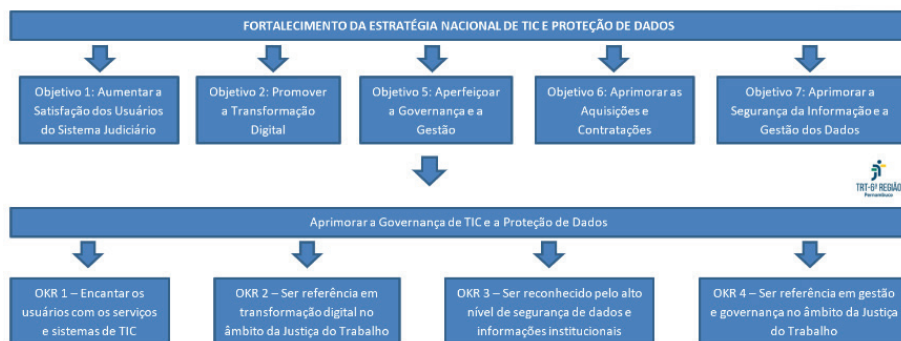 FORTALECIMENTO DA ESTRATÉGIA NACIONAL DE TIC E PROTEÇÃO DE DADOS
Objetivo 1: Aumentar a
Satisfação dos Usuários
do Sistema Judiciário
Objetivo 2: Promover
a Transformação
Digital
Objetivo 5: Aperfeiçoar
a Governança e a
Gestão
Objetivo 6: Aprimorar as
Aquisições e
Contratações
Objetivo 7: Aprimorar a
Segurança da Informação e a
Gestão dos Dados
TRT-6ª REGIÃO
Pernambuco
Aprimorar a Governança de TIC e a Proteção de Dados
OKR 1 – Encantar os
usuários com os serviços
e sistemas de TIC
OKR 2 – Ser referência em
transformação digital no
âmbito da Justiça do Trabalho
OKR 3 – Ser reconhecido pelo alto
nível de segurança de dados e
informações institucionais
OKR 4 – Ser referência em gestão
e governança no âmbito da Justiça
do Trabalho